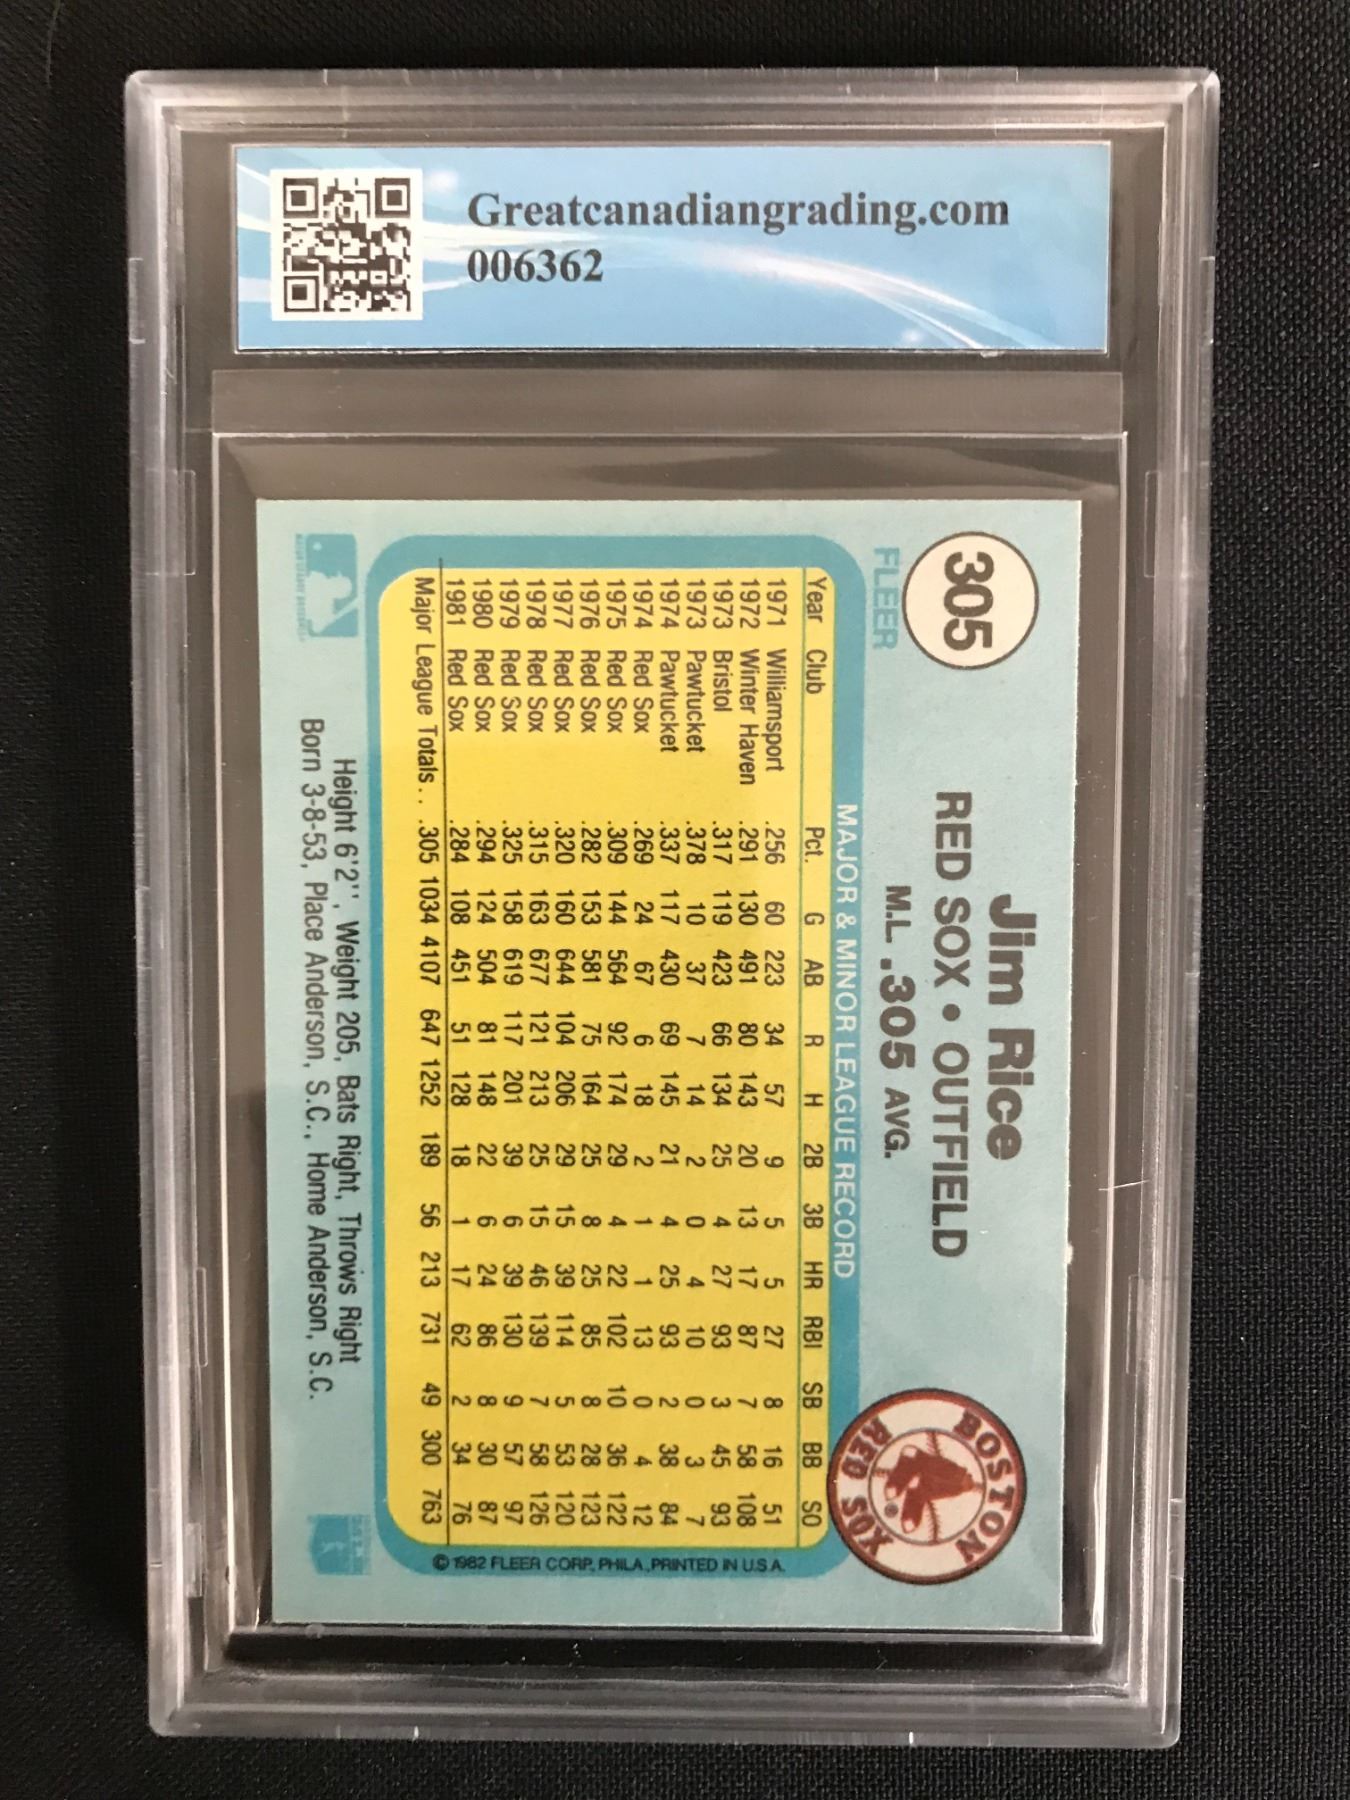 Greatcanadiangrading.com
006362
305
FLEER
Jim Rice
RED SOX • OUTFIELD
M.L. .305 AVG.
BOSTON RED SOX
®
MAJOR & MINOR LEAGUE RECORD
Year Club Pct. G AB R H 2B 3B HR RBI SB BB SO
1971 Williamsport .256 60 223 34 57 9 5 5 27 8 16 51
1972 Winter Haven .291 130 491 80 143 20 13 17 87 7 58 108
1973 Bristol .317 119 423 66 134 25 4 27 93 3 45 93
1973 Pawtucket .378 10 37 7 14 2 0 4 10 0 3 7
1974 Pawtucket .337 117 430 69 145 21 4 25 93 2 38 84
1974 Red Sox .269 24 67 6 18 2 1 1 13 0 4 12
1975 Red Sox .309 144 564 92 174 29 4 22 102 10 36 122
1976 Red Sox .282 153 581 75 164 25 8 25 85 8 28 123
1977 Red Sox .320 160 644 104 206 29 15 39 114 5 53 120
1978 Red Sox .315 163 677 121 213 25 15 46 139 7 58 126
1979 Red Sox .325 158 619 117 201 39 6 39 130 9 57 97
1980 Red Sox .294 124 504 81 148 22 6 24 86 8 30 87
1981 Red Sox .284 108 451 51 128 18 1 17 62 2 34 76
Major League Totals.. .305 1034 4107 647 1252 189 56 213 731 49 300 763
© 1982 FLEER CORP. PHILA., PRINTED IN U.S.A.
Height 6'2", Weight 205, Bats Right, Throws Right
Born 3-8-53, Place Anderson, S.C., Home Anderson, S.C.